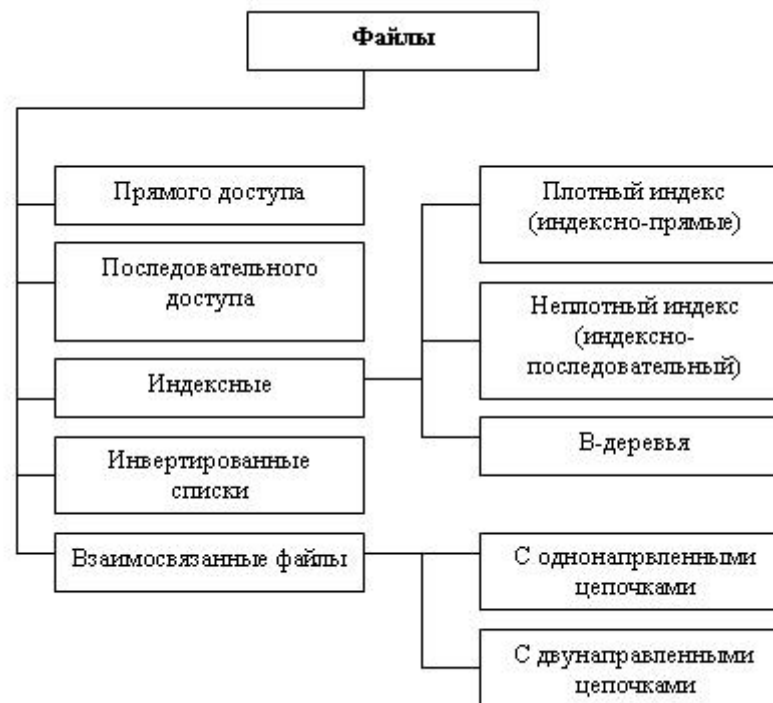 Файлы
Прямого доступа
Последовательного
доступа
Индексные
Инвертированные
списки
Взаимосвязанные файлы
Плотный индекс
(индексно-прямые)
Неплотный индекс
(индексно-
последовательный)
В-деревья
С однонапрвленными
цепочками
С двунаправленными
цепочками